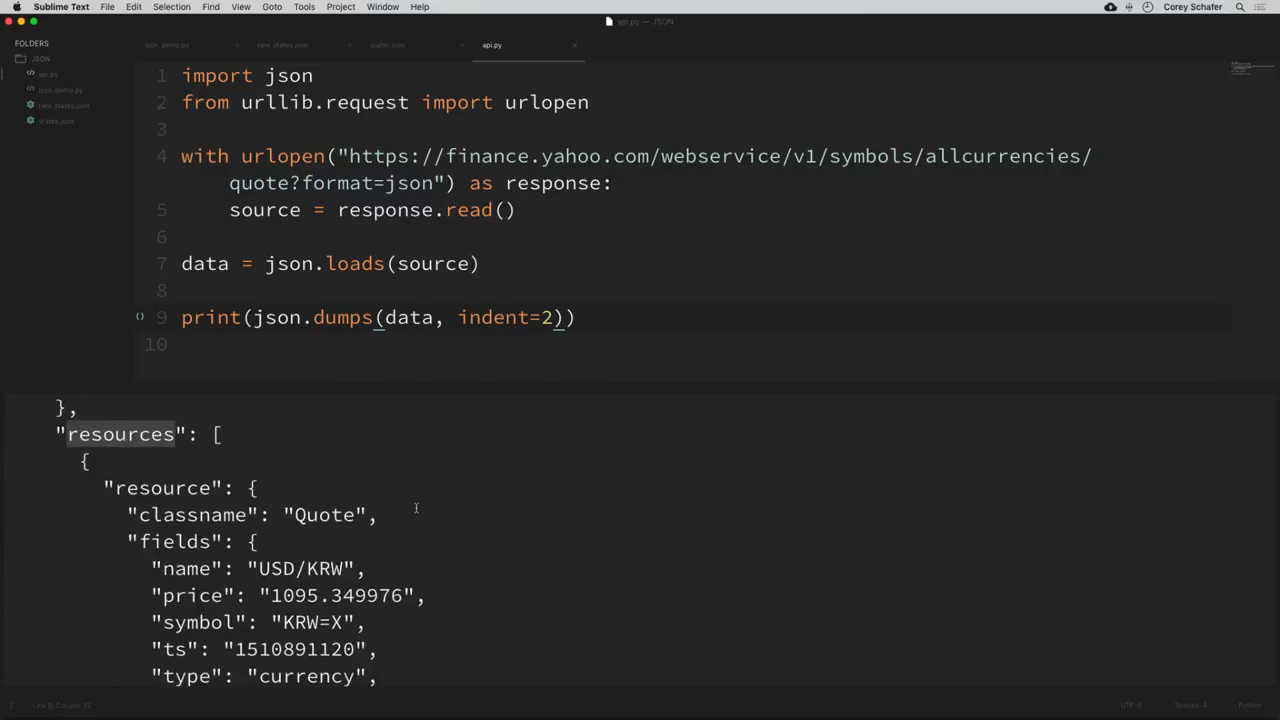 Sublime Text File Edit Selection Find View Goto Tools Project Window Help Corey Schafer
api.py — JSON
FOLDERS
JSON
api.py
json_demo.py
new_states.json
states.json
json_demo.py new_states.json states.json api.py
1 import json
2 from urllib.request import urlopen
3
4 with urlopen("https://finance.yahoo.com/webservice/v1/symbols/allcurrencies/
quote?format=json") as response:
5 source = response.read()
6
7 data = json.loads(source)
8
9 print(json.dumps(data, indent=2))
10
},
"resources": [
{
"resource": {
"classname": "Quote",
"fields": {
"name": "USD/KRW",
"price": "1095.349976",
"symbol": "KRW=X",
"ts": "1510891120",
"type": "currency",
Line 9, Column 32 UTF-8 Spaces: 4 Python